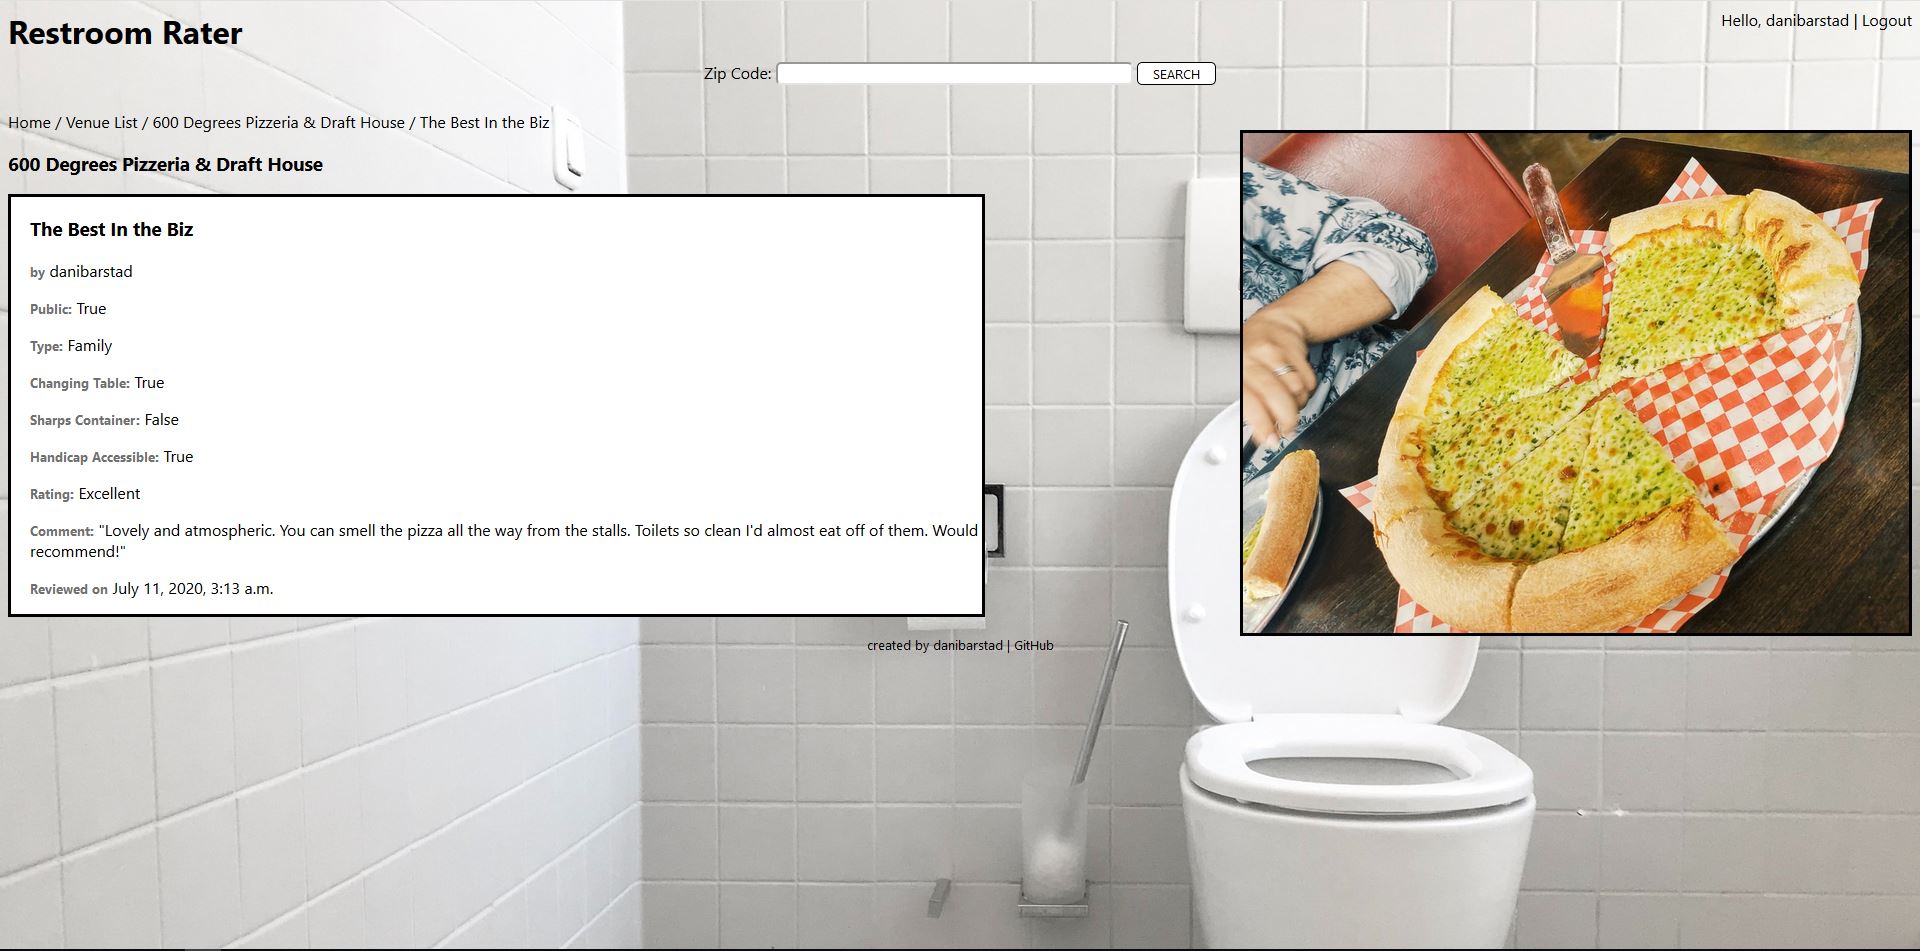 Restroom Rater
Hello, danibarstad | Logout
Zip Code: SEARCH
Home / Venue List / 600 Degrees Pizzeria & Draft House / The Best In the Biz
600 Degrees Pizzeria & Draft House
The Best In the Biz
by danibarstad
Public: True
Type: Family
Changing Table: True
Sharps Container: False
Handicap Accessible: True
Rating: Excellent
Comment: "Lovely and atmospheric. You can smell the pizza all the way from the stalls. Toilets so clean I'd almost eat off of them. Would
recommend!"
Reviewed on July 11, 2020, 3:13 a.m.
created by danibarstad | GitHub